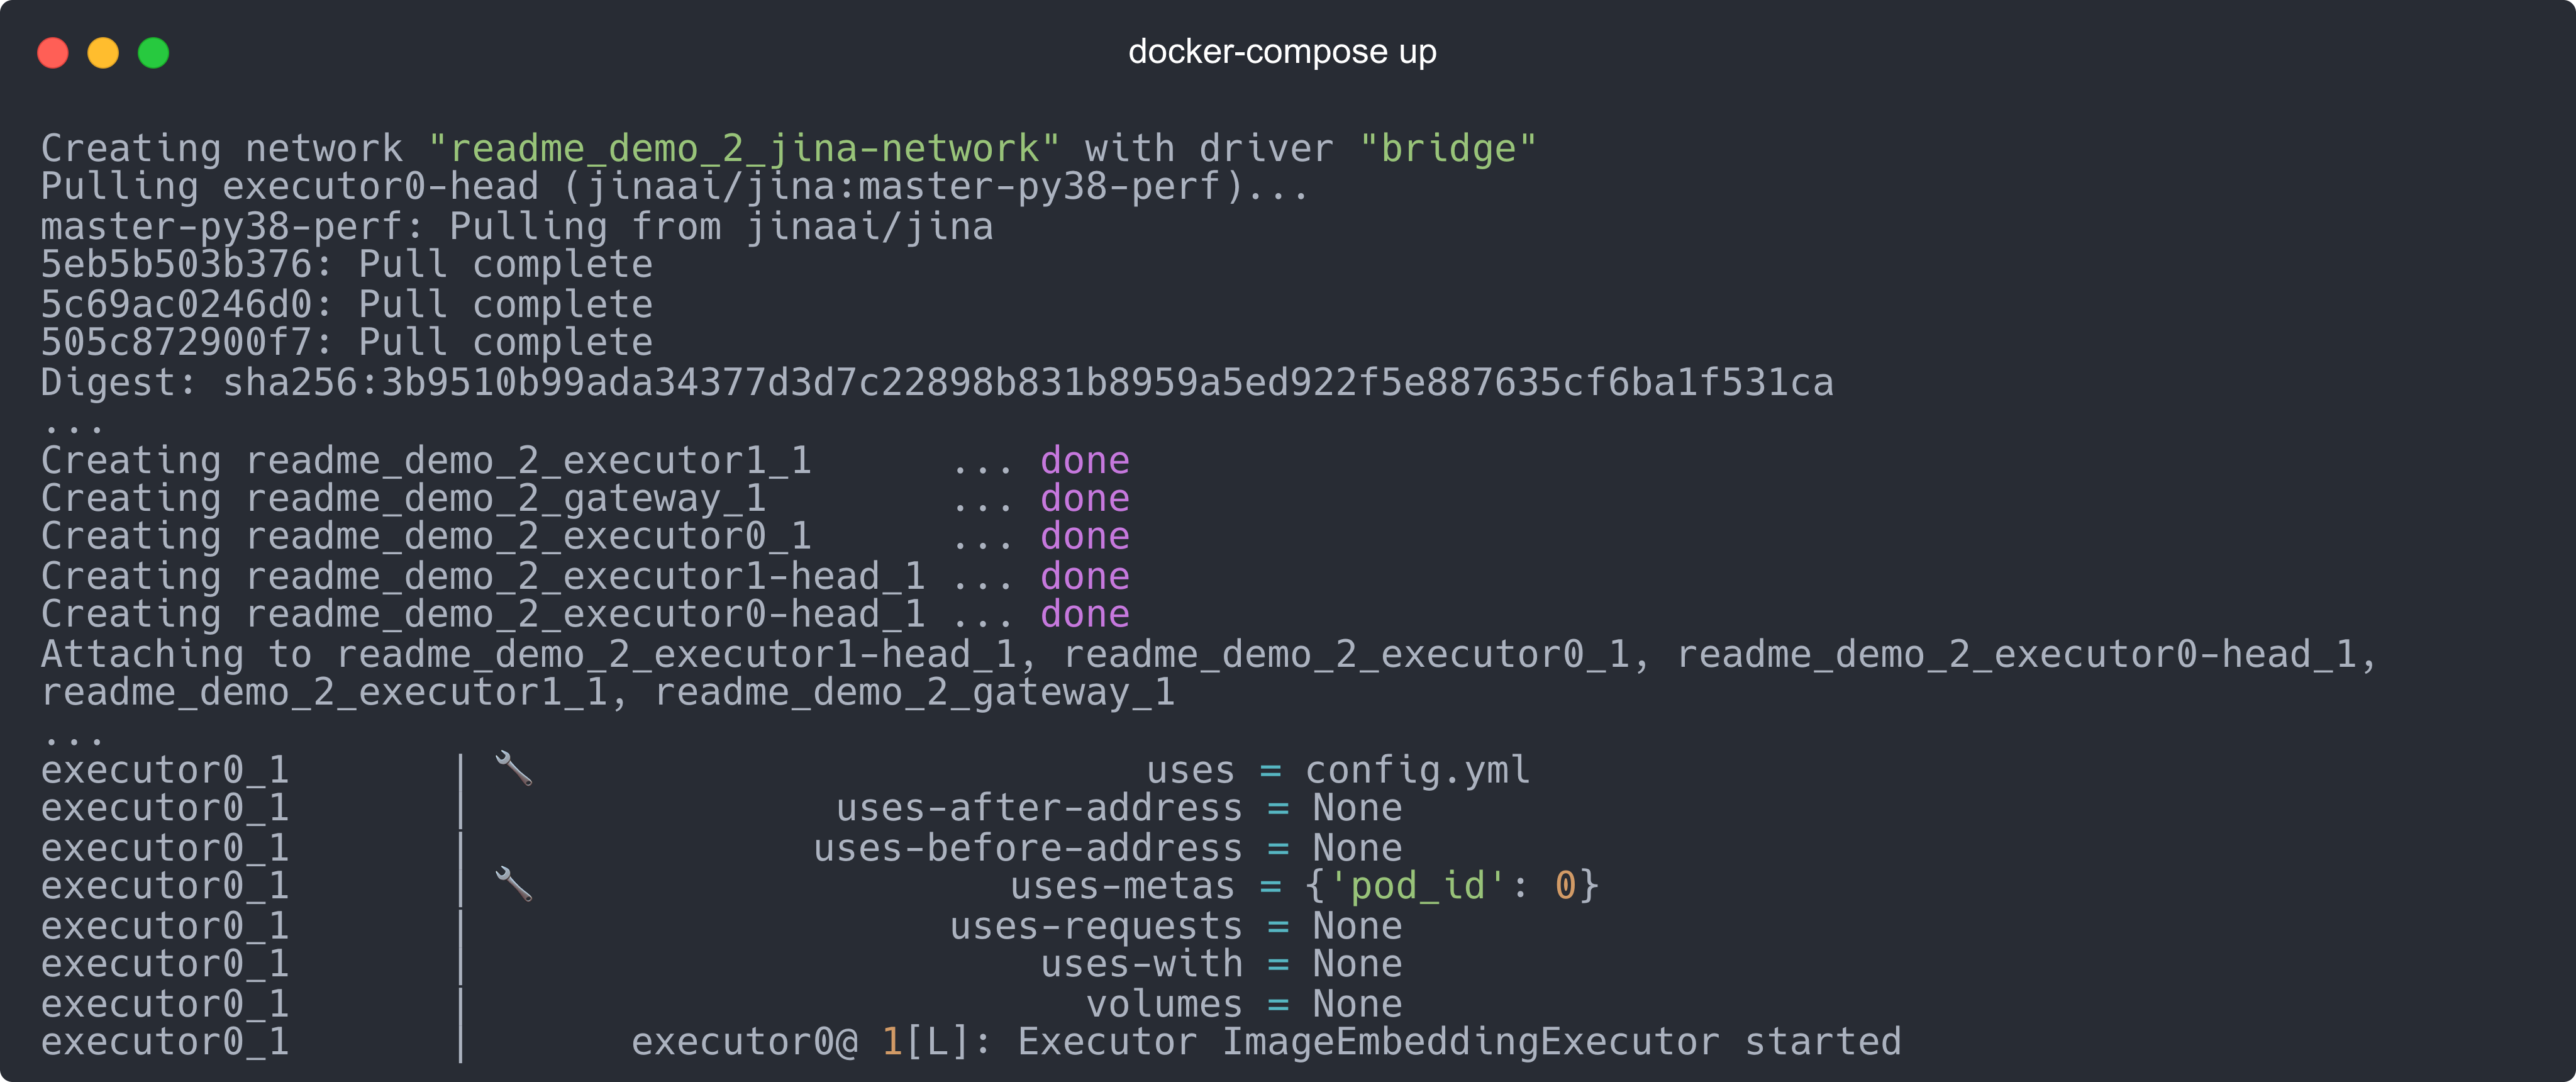 docker-compose up
Creating network "readme_demo_2_jina-network" with driver "bridge"
Pulling executor0-head (jinaai/jina:master-py38-perf)...
master-py38-perf: Pulling from jinaai/jina
5eb5b503b376: Pull complete
5c69ac0246d0: Pull complete
505c872900f7: Pull complete
Digest: sha256:3b9510b99ada34377d3d7c22898b831b8959a5ed922f5e887635cf6ba1f531ca
...
Creating readme_demo_2_executor1_1      ... done
Creating readme_demo_2_gateway_1        ... done
Creating readme_demo_2_executor0_1      ... done
Creating readme_demo_2_executor1-head_1 ... done
Creating readme_demo_2_executor0-head_1 ... done
Attaching to readme_demo_2_executor1-head_1, readme_demo_2_executor0_1, readme_demo_2_executor0-head_1,
readme_demo_2_executor1_1, readme_demo_2_gateway_1
...
executor0_1       | 🔧                           uses = config.yml
executor0_1       |                uses-after-address = None
executor0_1       |               uses-before-address = None
executor0_1       | 🔧                     uses-metas = {'pod_id': 0}
executor0_1       |                     uses-requests = None
executor0_1       |                         uses-with = None
executor0_1       |                           volumes = None
executor0_1       |       executor0@ 1[L]: Executor ImageEmbeddingExecutor started